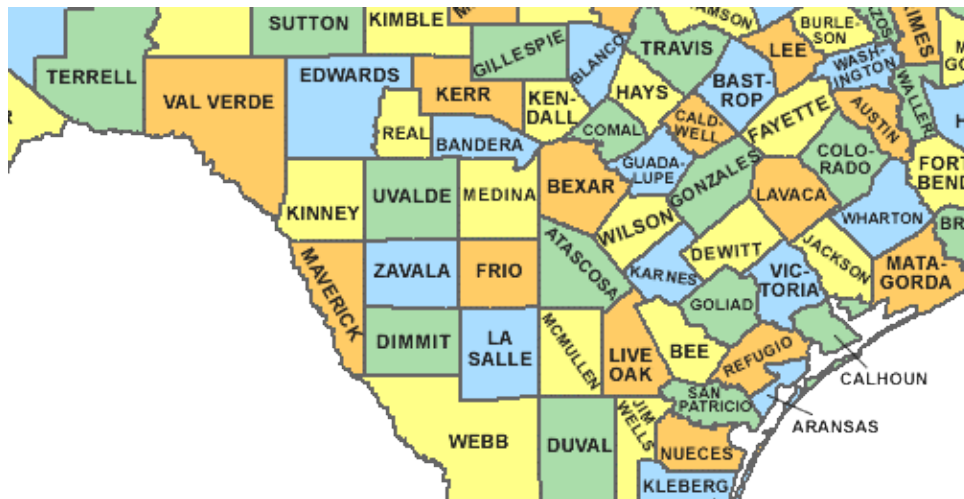 SUTTON
KIMBLE
BURLE-
SON
TERRELL
GILLESPIE
BLANCO
TRAVIS
LEE
WASH-
INGTON
EDWARDS
VAL VERDE
KERR
KEN-
DALL
HAYS
BAST-
ROP
WALLER
REAL
BANDERA
COMAL
CALD-
WELL
FAYETTE
AUSTIN
GUADA-
LUPE
COLO-
RADO
FORT
BEND
KINNEY
UVALDE
MEDINA
BEXAR
GONZALES
LAVACA
WHARTON
WILSON
DEWITT
JACKSON
MAVERICK
ZAVALA
FRIO
ATASCOSA
KARNES
VIC-
TORIA
MATA-
GORDA
GOLIAD
DIMMIT
LA
SALLE
MCMULLEN
LIVE
OAK
BEE
REFUGIO
CALHOUN
SAN
PATRICIO
ARANSAS
WEBB
DUVAL
JIM
WELLS
NUECES
KLEBERG